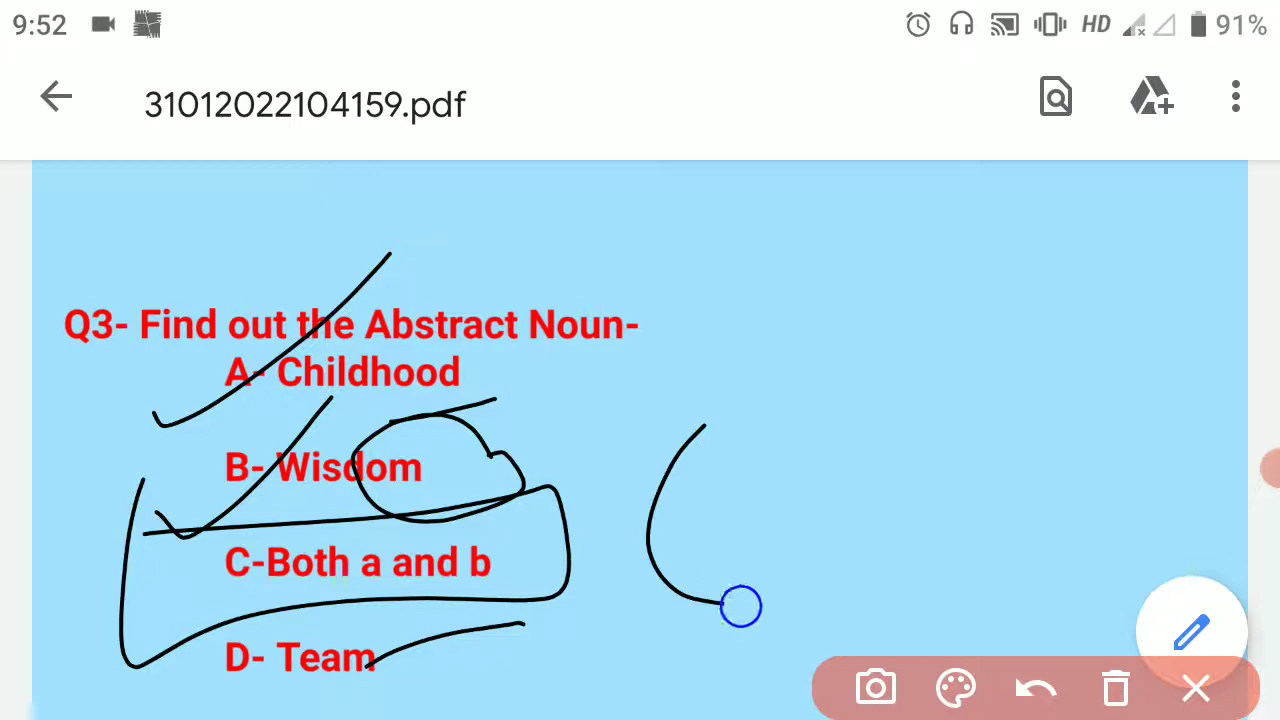 9:52 HD 91%
31012022104159.pdf
Q3- Find out the Abstract Noun-
A- Childhood
B- Wisdom
C-Both a and b
D- Team